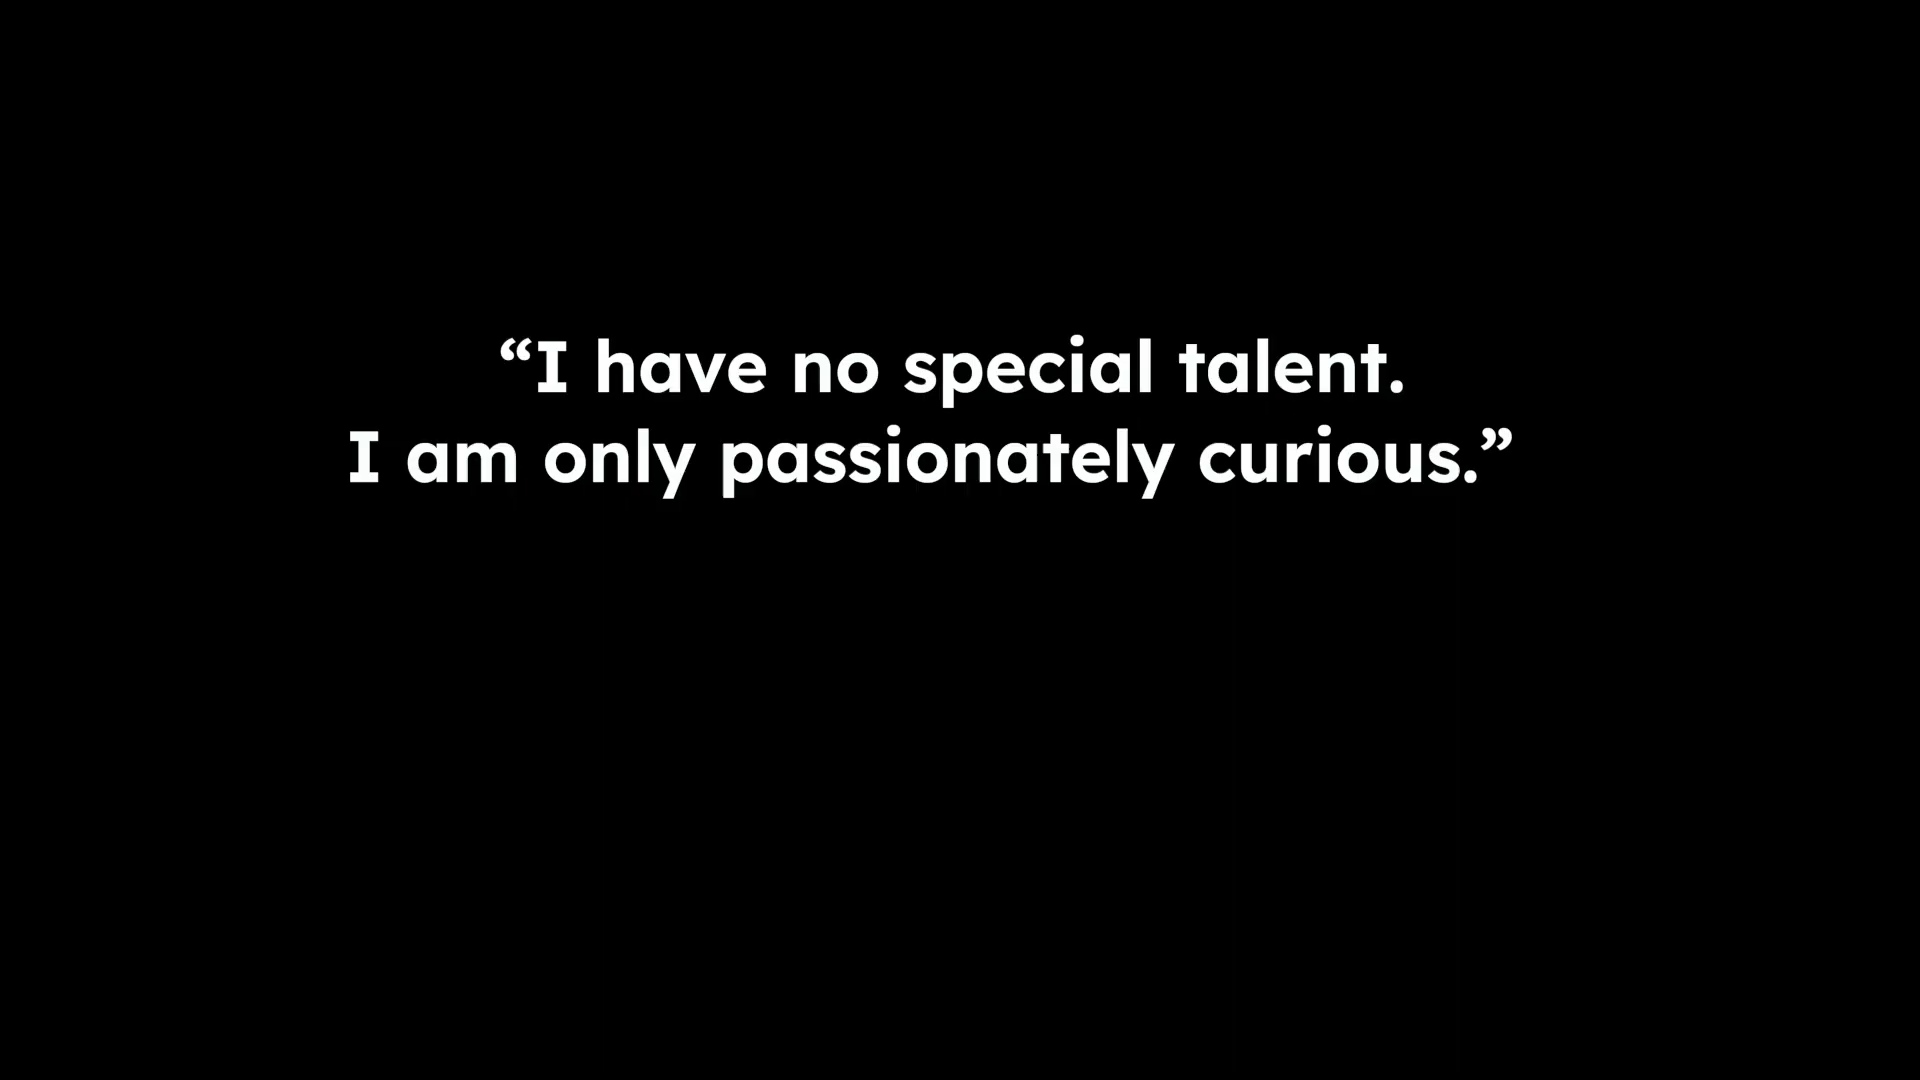 “I have no special talent.
I am only passionately curious.”